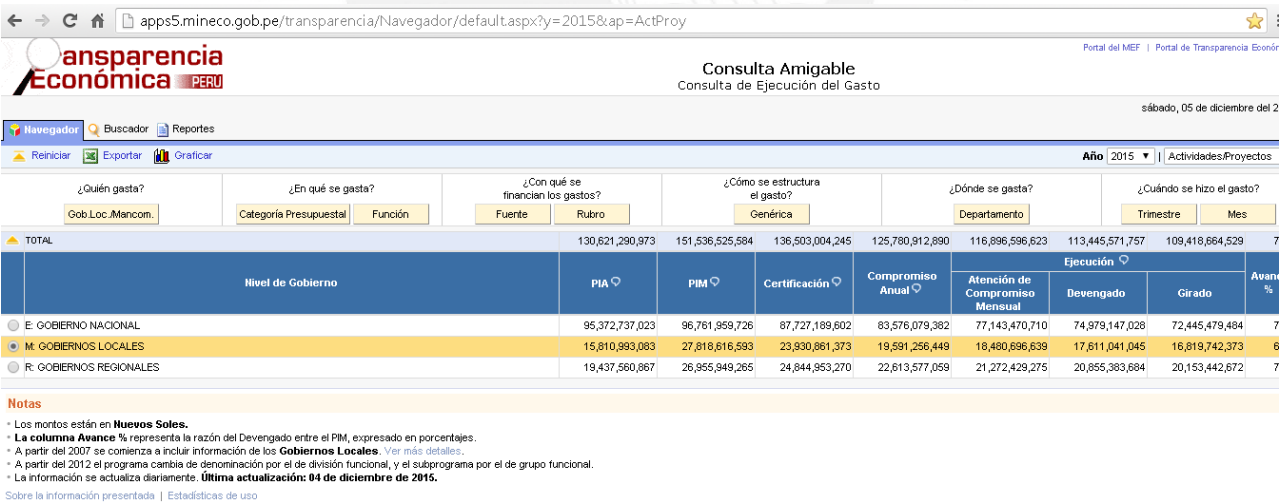 apps5.mineco.gob.pe/transparencia/Navegador/default.aspx?y=2015&ap=ActProy
ansparencia
Económica PERU
Portal del MEF | Portal de Transparencia Econó
Consulta Amigable
Consulta de Ejecución del Gasto
sábado, 05 de diciembre del 2
Navegador Buscador Reportes
Reiniciar Exportar Graficar Año 2015 | Actividades/Proyectos
¿Quién gasta? ¿En qué se gasta? ¿Con qué se financian los gastos? ¿Cómo se estructura el gasto? ¿Dónde se gasta? ¿Cuándo se hizo el gasto?
Gob.Loc./Mancom. Categoría Presupuestal Función Fuente Rubro Genérica Departamento Trimestre Mes
TOTAL 130,621,290,973 151,536,525,584 136,503,004,245 125,780,912,890 116,896,596,623 113,445,571,757 109,418,664,529 7
Nivel de Gobierno PIA PIM Certificación Compromiso Anual Ejecución Avanc %
Atención de Compromiso Mensual Devengado Girado
E: GOBIERNO NACIONAL 95,372,737,023 96,761,959,726 87,727,189,602 83,576,079,382 77,143,470,710 74,979,147,028 72,445,479,484 7
M: GOBIERNOS LOCALES 15,810,993,083 27,818,616,593 23,930,861,373 19,591,256,449 18,480,696,639 17,611,041,045 16,819,742,373 6
R: GOBIERNOS REGIONALES 19,437,560,867 26,955,949,265 24,844,953,270 22,613,577,059 21,272,429,275 20,855,383,684 20,153,442,672 7
Notas
Los montos están en Nuevos Soles.
La columna Avance % representa la razón del Devengado entre el PIM, expresado en porcentajes.
A partir del 2007 se comienza a incluir información de los Gobiernos Locales. Ver más detalles.
A partir del 2012 el programa cambia de denominación por el de división funcional, y el subprograma por el de grupo funcional.
La información se actualiza diariamente. Última actualización: 04 de diciembre de 2015.
Sobre la información presentada | Estadísticas de uso